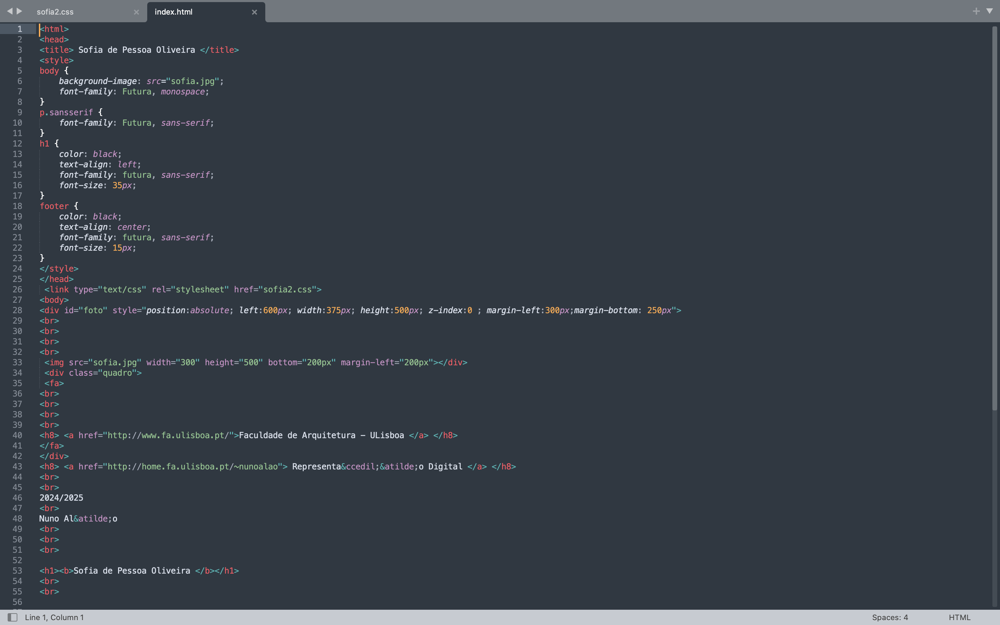 sofia2.css × index.html ×
1 <html>
2 <head>
3 <title> Sofia de Pessoa Oliveira </title>
4 <style>
5 body {
6     background-image: src="sofia.jpg";
7     font-family: Futura, monospace;
8 }
9 p.sansserif {
10     font-family: Futura, sans-serif;
11 }
12 h1 {
13     color: black;
14     text-align: left;
15     font-family: futura, sans-serif;
16     font-size: 35px;
17 }
18 footer {
19     color: black;
20     text-align: center;
21     font-family: futura, sans-serif;
22     font-size: 15px;
23 }
24 </style>
25 </head>
26  <link type="text/css" rel="stylesheet" href="sofia2.css">
27 <body>
28 <div id="foto" style="position:absolute; left:600px; width:375px; height:500px; z-index:0 ; margin-left:300px;margin-bottom: 250px">
29 <br>
30 <br>
31 <br>
32 <br>
33  <img src="sofia.jpg" width="300" height="500" bottom="200px" margin-left="200px"></div>
34  <div class="quadro">
35  <fa>
36 <br>
37 <br>
38 <br>
39 <br>
40 <h8> <a href="http://www.fa.ulisboa.pt/">Faculdade de Arquitetura - ULisboa </a> </h8>
41 </fa>
42 </div>
43 <h8> <a href="http://home.fa.ulisboa.pt/~nunoalao"> Representa&ccedil;&atilde;o Digital </a> </h8>
44 <br>
45 <br>
46 2024/2025
47 <br>
48 Nuno Al&atilde;o
49 <br>
50 <br>
51 <br>
52
53 <h1><b>Sofia de Pessoa Oliveira </b></h1>
54 <br>
55 <br>
56
Line 1, Column 1 Spaces: 4 HTML